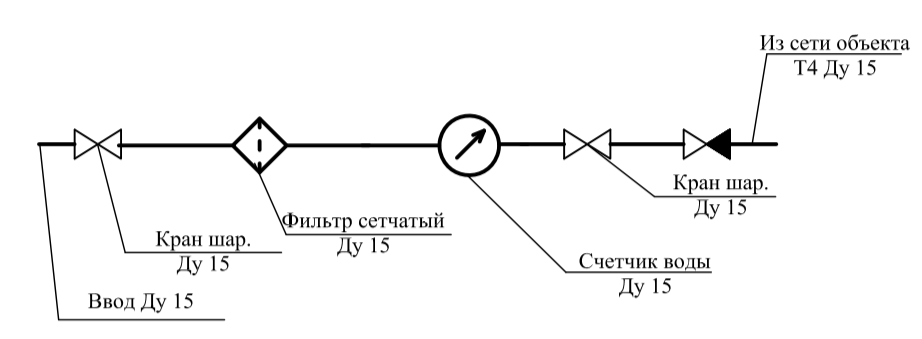 Из сети объекта
Т4 Ду 15
Кран шар.
Ду 15
Фильтр сетчатый
Ду 15
Кран шар.
Ду 15
Счетчик воды
Ду 15
Ввод Ду 15